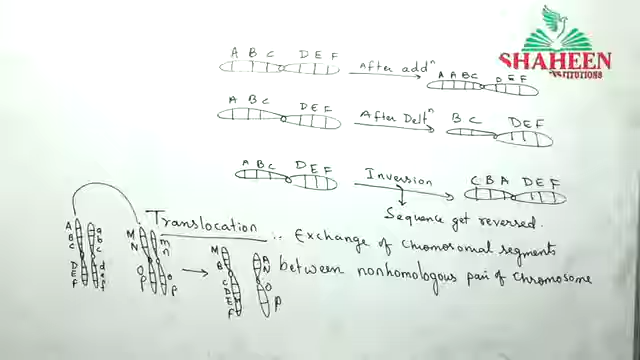 SHAHEEN
INSTITUTIONS
A B C D E F
After addⁿ
A A B C D E F
A B C D E F
After Deltⁿ
B C D E F
A B C D E F
Inversion
C B A D E F
Sequence get reversed.
Translocation :- Exchange of chromosomal segments
between nonhomologous pair of chromosome
A B C D E F
a b c d e f
M N O P
m n o p
M B C D E F
A N O P